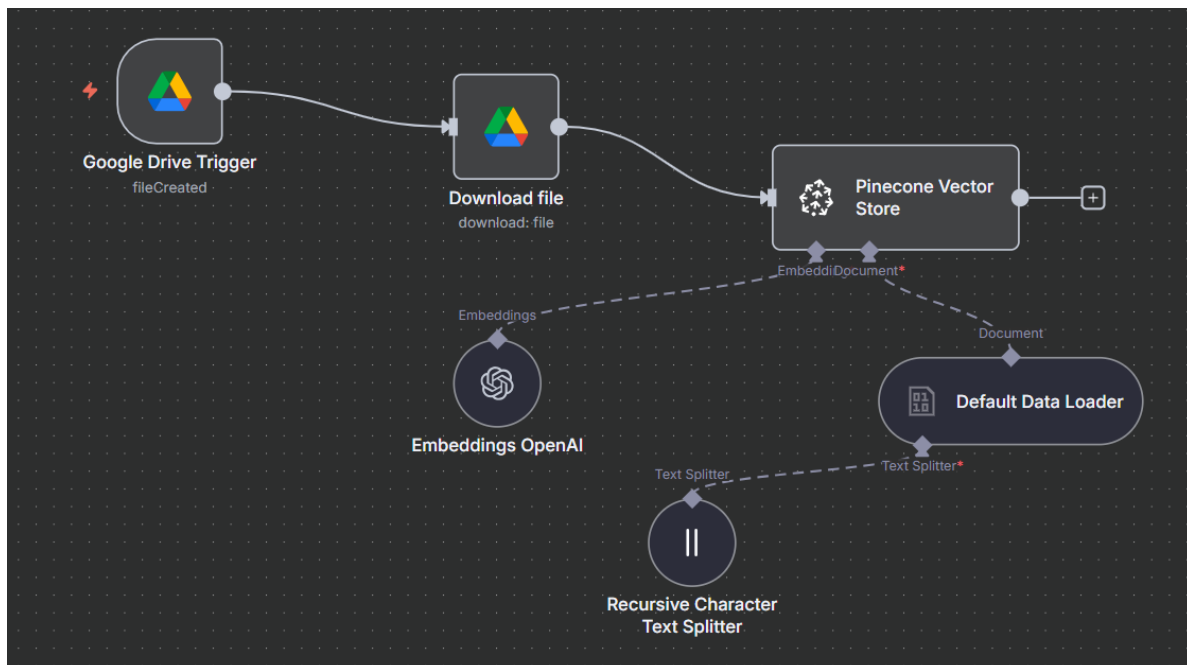 Google Drive Trigger
fileCreated
Download file
download: file
Pinecone Vector
Store
Embeddi
Document*
Embeddings
Embeddings OpenAI
Document
Default Data Loader
Text Splitter*
Text Splitter
Recursive Character
Text Splitter